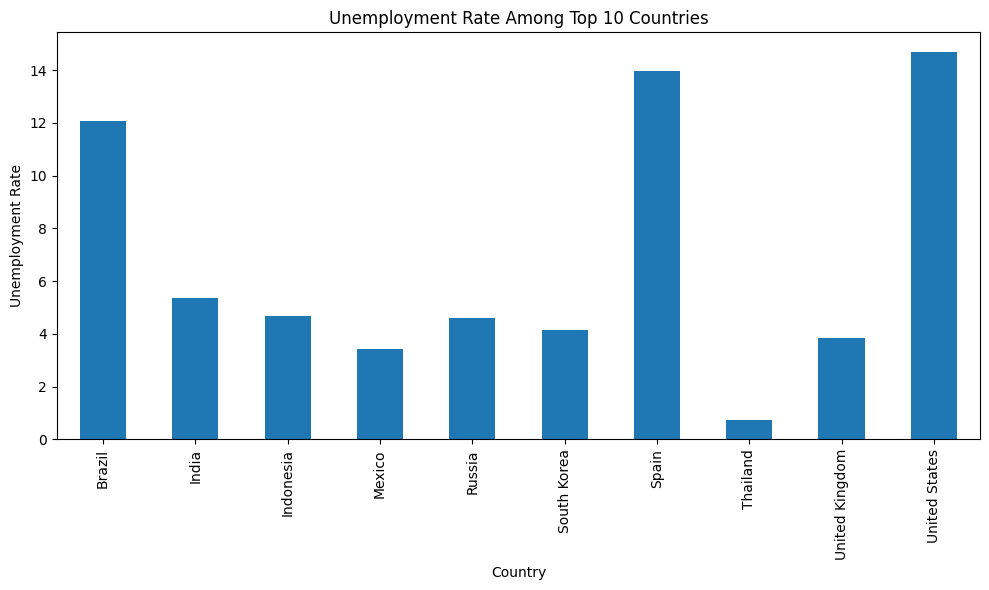 Unemployment Rate Among Top 10 Countries
Unemployment Rate
14
12
10
8
6
4
2
0
Brazil
India
Indonesia
Mexico
Russia
South Korea
Spain
Thailand
United Kingdom
United States
Country